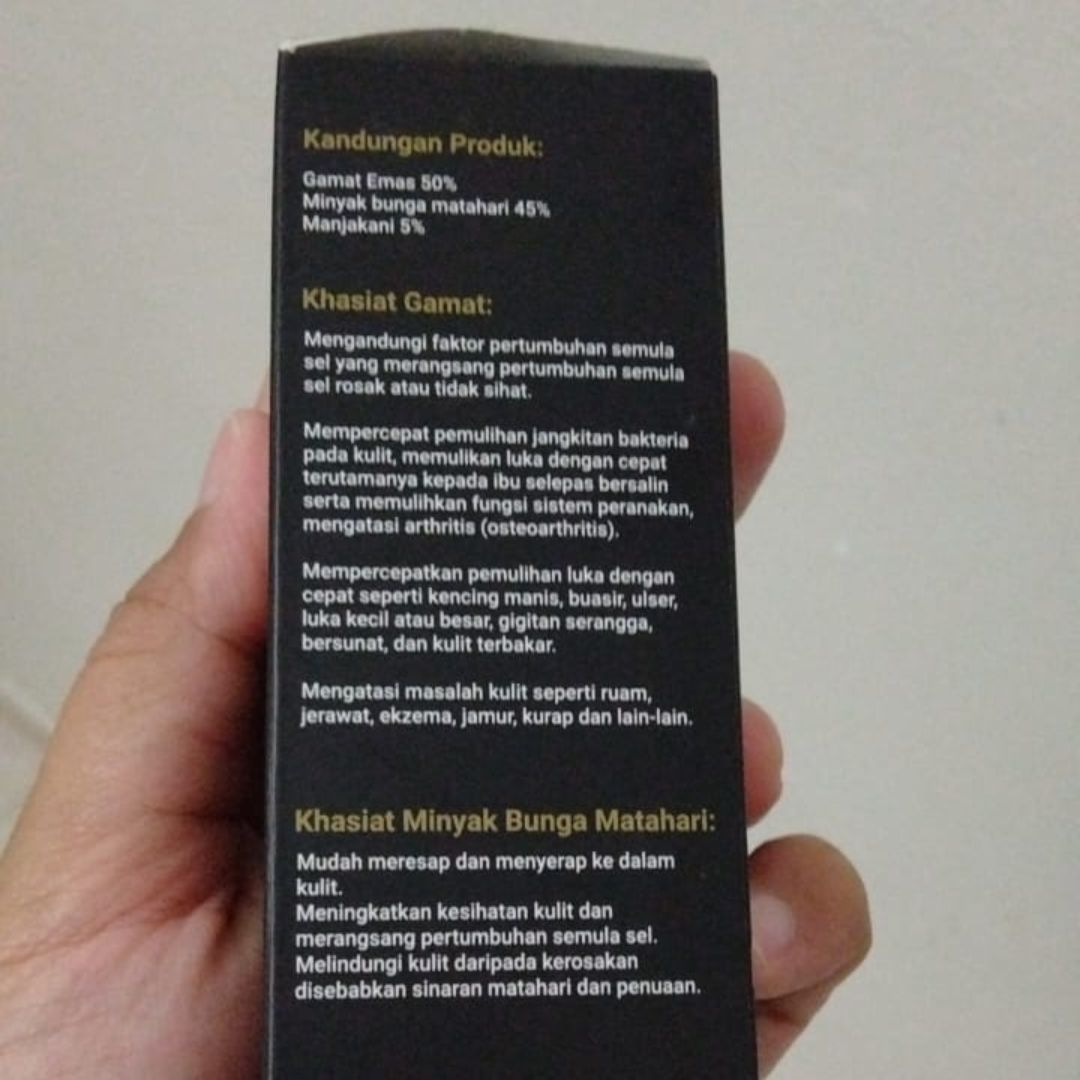 Kandungan Produk:
Gamat Emas 50%
Minyak bunga matahari 45%
Manjakani 5%
Khasiat Gamat:
Mengandungi faktor pertumbuhan semula
sel yang merangsang pertumbuhan semula
sel rosak atau tidak sihat.
Mempercepat pemulihan jangkitan bakteria
pada kulit, memulikan luka dengan cepat
terutamanya kepada ibu selepas bersalin
serta memulihkan fungsi sistem peranakan,
mengatasi arthritis (osteoarthritis).
Mempercepatkan pemulihan luka dengan
cepat seperti kencing manis, buasir, ulser,
luka kecil atau besar, gigitan serangga,
bersunat, dan kulit terbakar.
Mengatasi masalah kulit seperti ruam,
jerawat, ekzema, jamur, kurap dan lain-lain.
Khasiat Minyak Bunga Matahari:
Mudah meresap dan menyerap ke dalam
kulit.
Meningkatkan kesihatan kulit dan
merangsang pertumbuhan semula sel.
Melindungi kulit daripada kerosakan
disebabkan sinaran matahari dan penuaan.